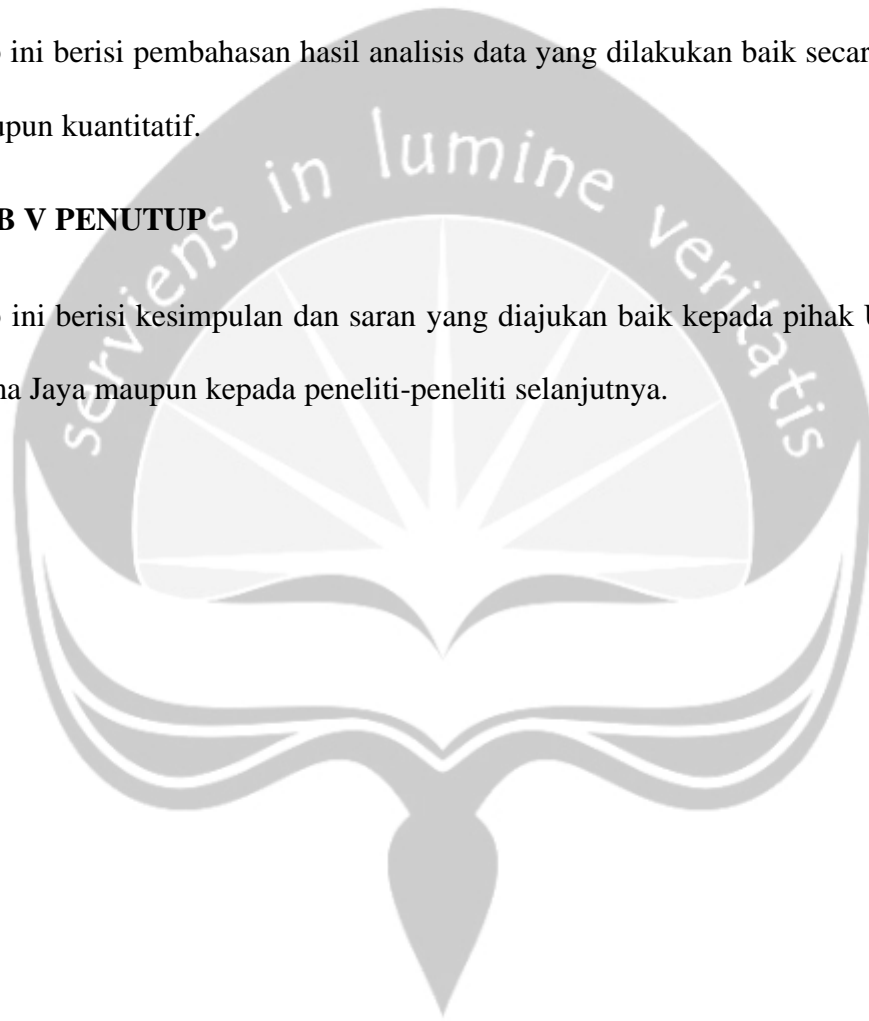 ini berisi pembahasan hasil analisis data yang dilakukan baik secar
upun kuantitatif.
serviens in lumine veritatis
B V PENUTUP
ini berisi kesimpulan dan saran yang diajukan baik kepada pihak U
na Jaya maupun kepada peneliti-peneliti selanjutnya.